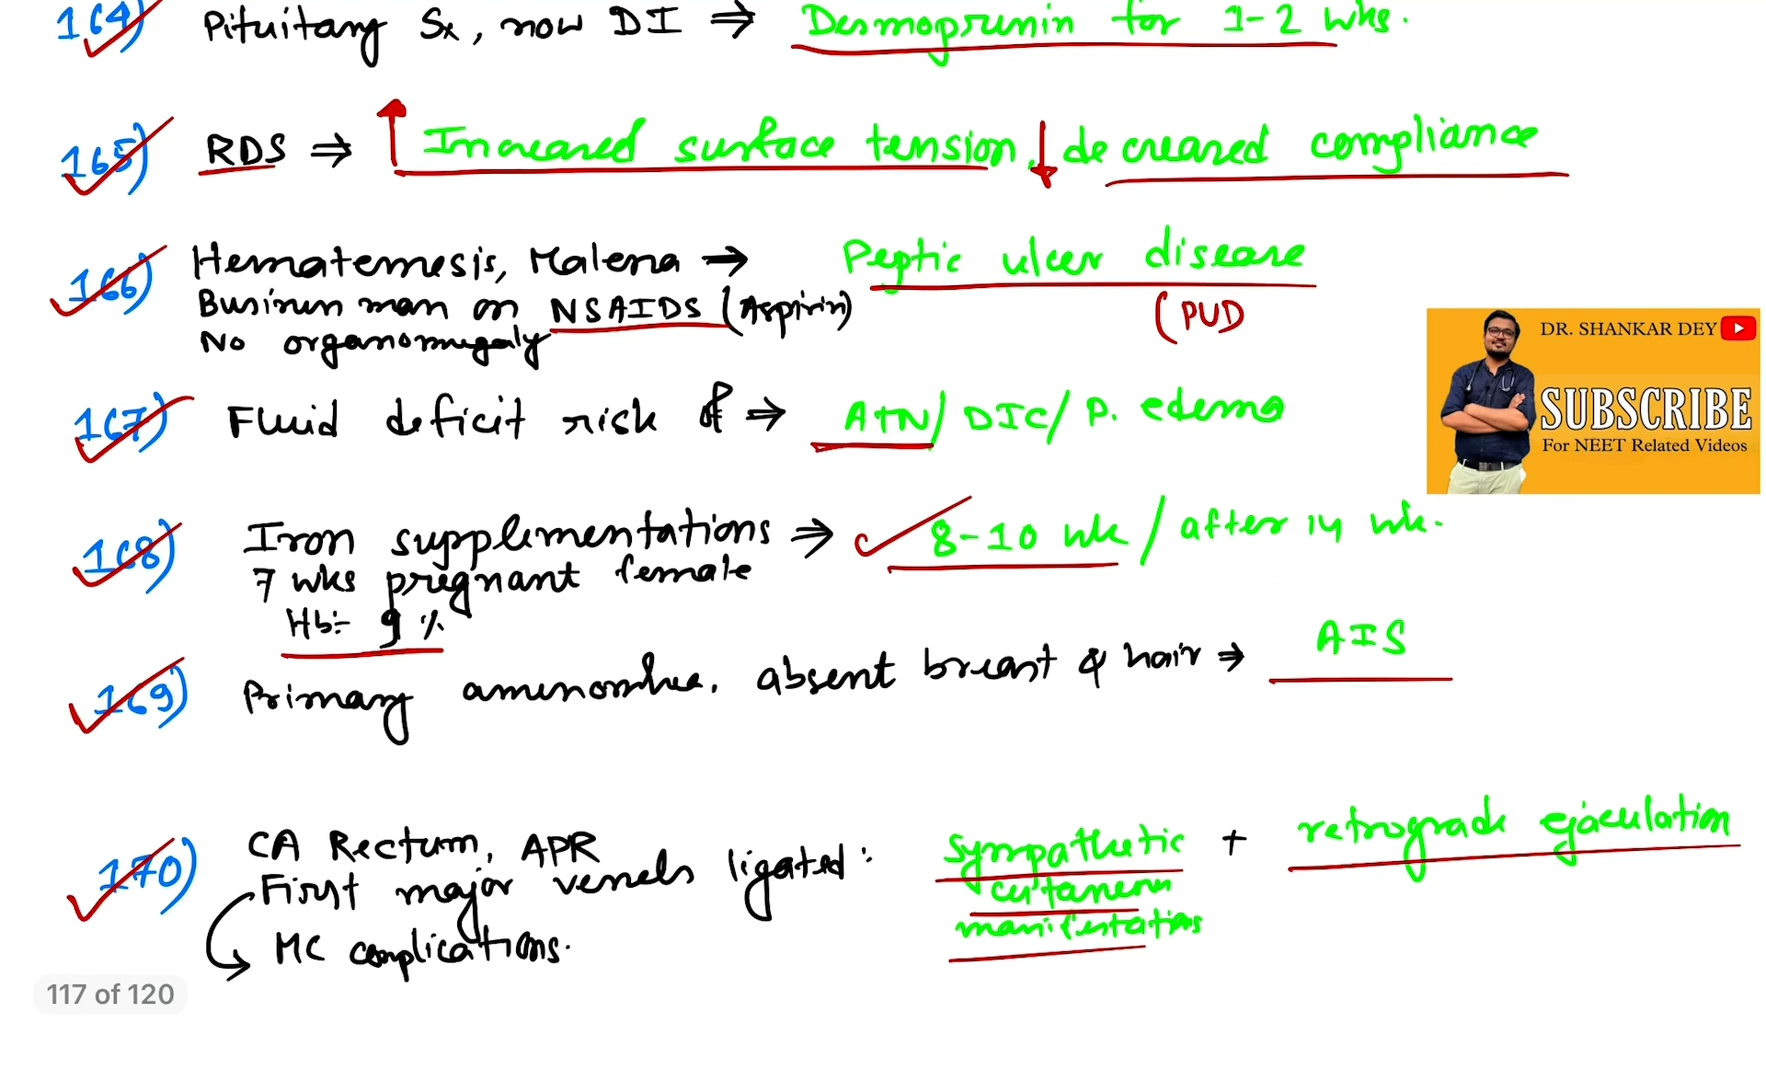 164) Pituitary Sx, now DI ⇒ Desmopressin for 1-2 wks.
165) RDS ⇒ ↑ Increased surface tension, ↓ decreased compliance
166) Hematemesis, Malena → Peptic ulcer disease
Business man on NSAIDS (Aspirin) (PUD
No organomegaly
DR. SHANKAR DEY
SUBSCRIBE
For NEET Related Videos
167) Fluid deficit risk of ⇒ ATN/ DIC/ P. edema
168) Iron supplementations ⇒ 8-10 wk / after 14 wk.
7 wks pregnant female
Hb:- 9 %
169) Primary amenorrhea, absent breast & hair ⇒ AIS
170) CA Rectum, APR
First major vessels ligated: Sympathetic + retrograde ejaculation
cutaneous
manifestations
MC complications.
117 of 120